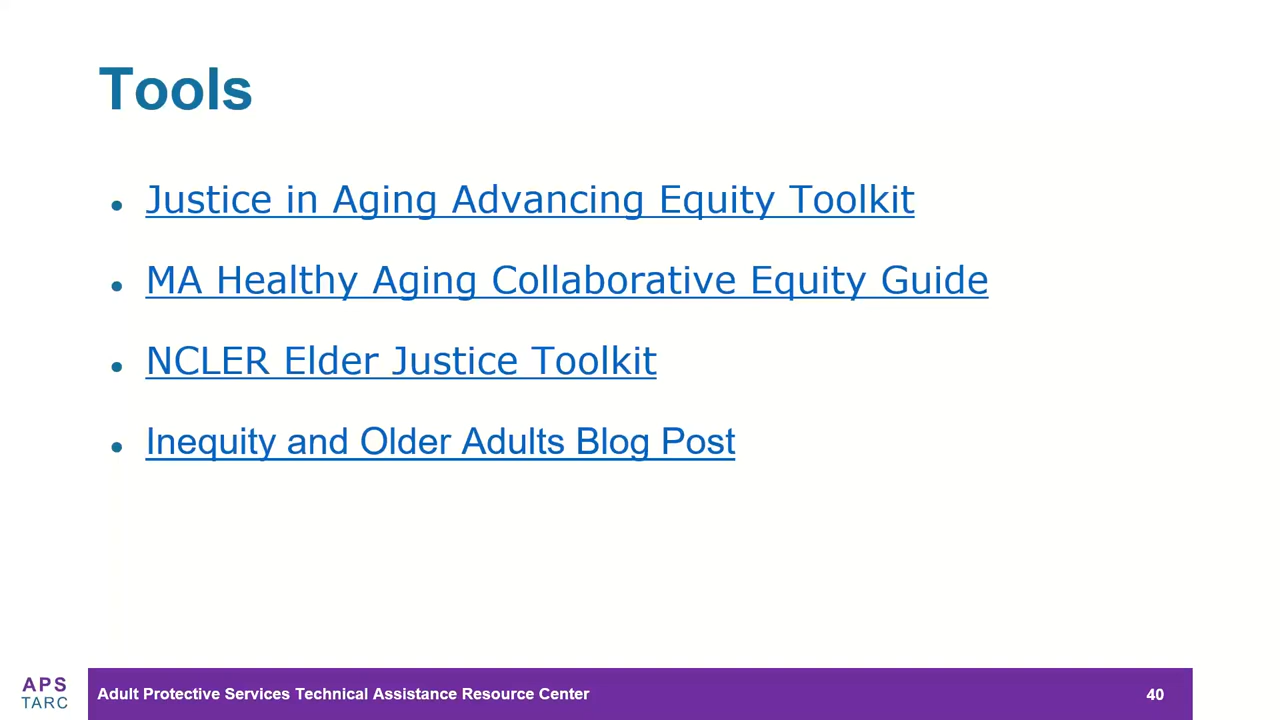 Tools
Justice in Aging Advancing Equity Toolkit
MA Healthy Aging Collaborative Equity Guide
NCLER Elder Justice Toolkit
Inequity and Older Adults Blog Post
APS
TARC
Adult Protective Services Technical Assistance Resource Center
40